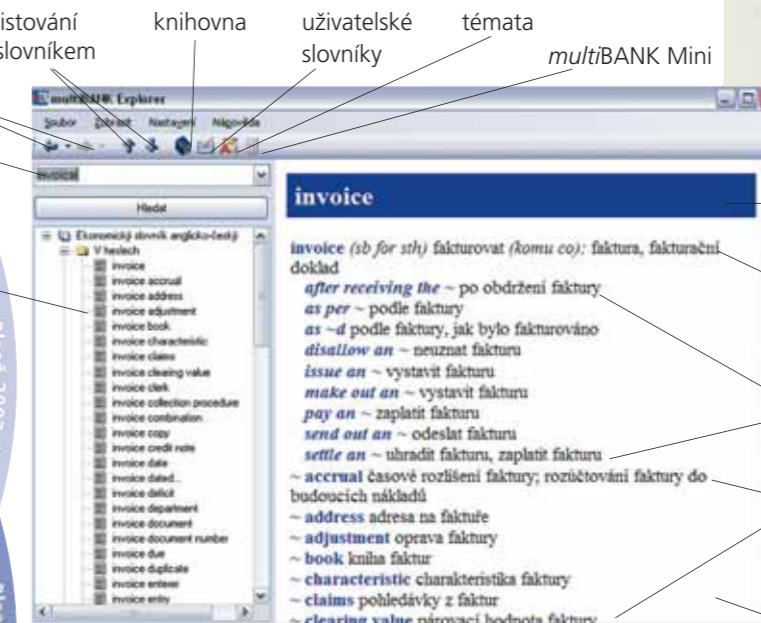 istování
slovníkem
knihovna
uživatelské
slovníky
témata
multiBANK Mini
multiBANK Explorer
Soubor Zobrazit Nastavení Nápověda
invoice
Hledat
Ekonomický slovník anglicko-český
V heslech
invoice
invoice accrual
invoice address
invoice adjustment
invoice book
invoice characteristic
invoice claims
invoice clearing value
invoice clerk
invoice collection procedure
invoice combination
invoice copy
invoice credit note
invoice date
invoice dated...
invoice deficit
invoice department
invoice document
invoice document number
invoice due
invoice duplicate
invoice enterer
invoice entry
invoice
invoice (sb for sth) fakturovat (komu co); faktura, fakturační
doklad
after receiving the ~ po obdržení faktury
as per ~ podle faktury
as ~d podle faktury, jak bylo fakturováno
disallow an ~ neuznat fakturu
issue an ~ vystavit fakturu
make out an ~ vystavit fakturu
pay an ~ zaplatit fakturu
send out an ~ odeslat fakturu
settle an ~ uhradit fakturu, zaplatit fakturu
~ accrual časové rozlišení faktury; rozúčtování faktury do
budoucích nákladů
~ address adresa na faktuře
~ adjustment oprava faktury
~ book kniha faktur
~ characteristic charakteristika faktury
~ claims pohledávky z faktur
~ clearing value párovací hodnota faktury